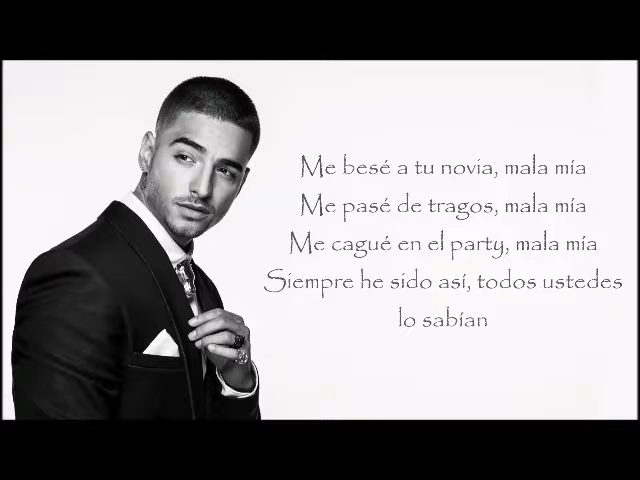 Me besé a tu novia, mala mía
Me pasé de tragos, mala mía
Me cagué en el party, mala mía
Siempre he sido así, todos ustedes
lo sabían